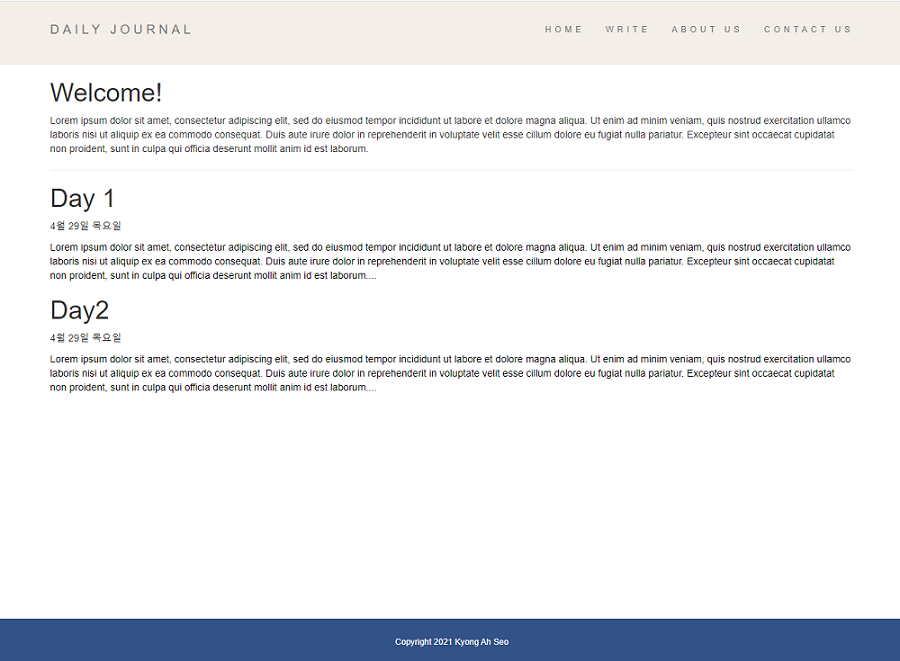 DAILY JOURNAL
HOME WRITE ABOUT US CONTACT US
Welcome!
Lorem ipsum dolor sit amet, consectetur adipiscing elit, sed do eiusmod tempor incididunt ut labore et dolore magna aliqua. Ut enim ad minim veniam, quis nostrud exercitation ullamco
laboris nisi ut aliquip ex ea commodo consequat. Duis aute irure dolor in reprehenderit in voluptate velit esse cillum dolore eu fugiat nulla pariatur. Excepteur sint occaecat cupidatat
non proident, sunt in culpa qui officia deserunt mollit anim id est laborum.
Day 1
4월 29일 목요일
Lorem ipsum dolor sit amet, consectetur adipiscing elit, sed do eiusmod tempor incididunt ut labore et dolore magna aliqua. Ut enim ad minim veniam, quis nostrud exercitation ullamco
laboris nisi ut aliquip ex ea commodo consequat. Duis aute irure dolor in reprehenderit in voluptate velit esse cillum dolore eu fugiat nulla pariatur. Excepteur sint occaecat cupidatat
non proident, sunt in culpa qui officia deserunt mollit anim id est laborum....
Day2
4월 29일 목요일
Lorem ipsum dolor sit amet, consectetur adipiscing elit, sed do eiusmod tempor incididunt ut labore et dolore magna aliqua. Ut enim ad minim veniam, quis nostrud exercitation ullamco
laboris nisi ut aliquip ex ea commodo consequat. Duis aute irure dolor in reprehenderit in voluptate velit esse cillum dolore eu fugiat nulla pariatur. Excepteur sint occaecat cupidatat
non proident, sunt in culpa qui officia deserunt mollit anim id est laborum....
Copyright 2021 Kyong Ah Seo